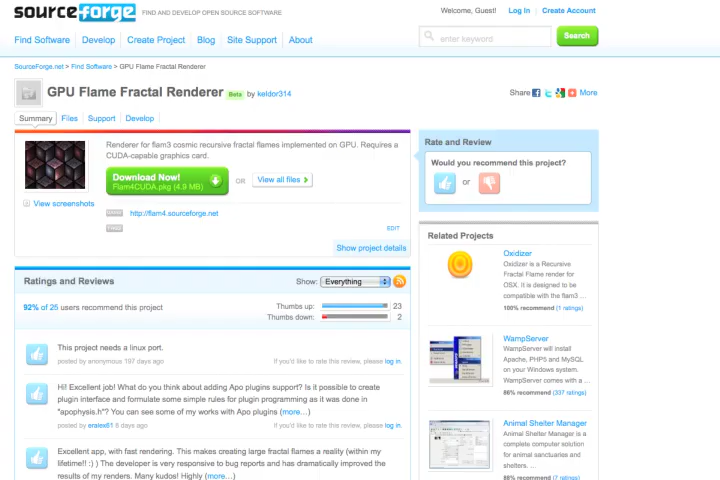 sourceforge
FIND AND DEVELOP OPEN SOURCE SOFTWARE
Welcome, Guest! Log In | Create Account
Find Software Develop Create Project Blog Site Support About
enter keyword
Search
SourceForge.net > Find Software > GPU Flame Fractal Renderer
GPU Flame Fractal Renderer Beta by keldor314
Share More
Summary Files Support Develop
Renderer for flam3 cosmic recursive fractal flames implemented on GPU. Requires a
CUDA-capable graphics card.
Download Now!
Flam4CUDA.pkg (4.9 MB)
OR
View all files
View screenshots
http://flam4.sourceforge.net
EDIT
Show project details
Rate and Review
Would you recommend this project?
or
Ratings and Reviews
Show: Everything
92% of 25 users recommend this project
Thumbs up: 23
Thumbs down: 2
This project needs a linux port.
posted by anonymous 197 days ago
If you'd like to rate this review, please log in.
Hi! Excellent job! What do you think about adding Apo plugins support? Is it possible to create
plugin interface and formulate some simple rules for plugin programming as it was done in
"apophysis.h"? You can see some of my works with Apo plugins (more…)
posted by eralex61 6 days ago
If you'd like to rate this review, please log in.
Excellent app, with fast rendering. This makes creating large fractal flames a reality (within my
lifetime!! :) ) The developer is very responsive to bug reports and has dramatically improved the
results of my renders. Many kudos! Highly (more…)
Related Projects
Oxidizer
Oxidizer is a Recursive
Fractal Flame render for
OSX. It is designed to be
compatible with the flam3 ...
100% recommend (1 ratings)
WampServer
WampServer will install
Apache, PHP5 and MySQL
on your Windows system.
WampServer comes with a ...
86% recommend (337 ratings)
Animal Shelter Manager
Animal Shelter Manager is a
complete computer solution
for animal sanctuaries and
shelters. ...
88% recommend (7 ratings)